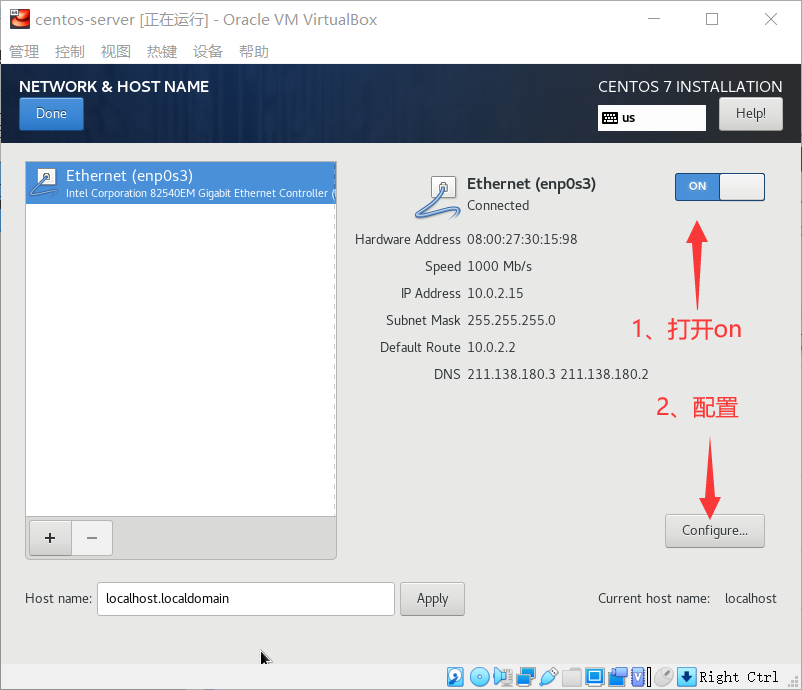 centos-server [正在运行] - Oracle VM VirtualBox
管理 控制 视图 热键 设备 帮助
NETWORK & HOST NAME
CENTOS 7 INSTALLATION
Done
us
Help!
Ethernet (enp0s3)
Intel Corporation 82540EM Gigabit Ethernet Controller (
Ethernet (enp0s3)
Connected
ON
Hardware Address 08:00:27:30:15:98
Speed 1000 Mb/s
IP Address 10.0.2.15
Subnet Mask 255.255.255.0
Default Route 10.0.2.2
DNS 211.138.180.3 211.138.180.2
1、打开on
2、配置
+ −
Configure...
Host name: localhost.localdomain
Apply
Current host name: localhost
Right Ctrl